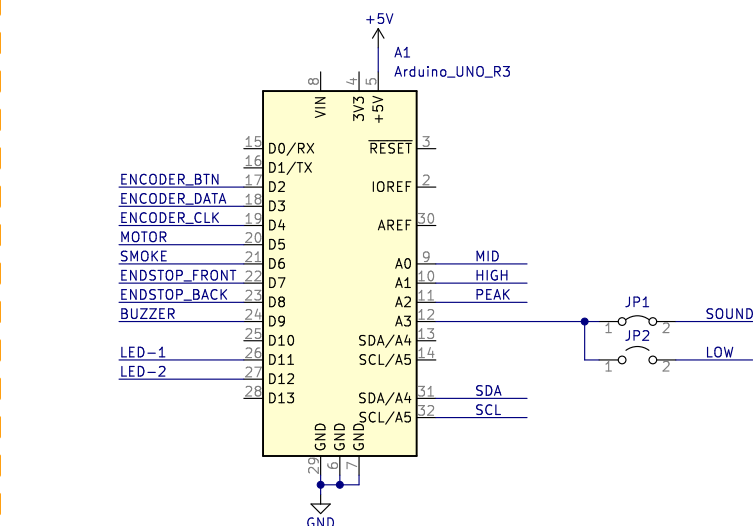 +5V
A1
Arduino_UNO_R3
8 4 5
VIN 3V3 +5V
15 D0/RX RESET 3
16 D1/TX
ENCODER_BTN 17 D2 IOREF 2
ENCODER_DATA 18 D3
ENCODER_CLK 19 D4 AREF 30
MOTOR 20 D5
SMOKE 21 D6 A0 9 MID
ENDSTOP_FRONT 22 D7 A1 10 HIGH
ENDSTOP_BACK 23 D8 A2 11 PEAK
JP1
BUZZER 24 D9 A3 12 1 2 SOUND
JP2
25 D10 SDA/A4 13
LED-1 26 D11 SCL/A5 14 1 2 LOW
LED-2 27 D12
28 D13 SDA/A4 31 SDA
SCL/A5 32 SCL
GND GND GND
29 6 7
GND